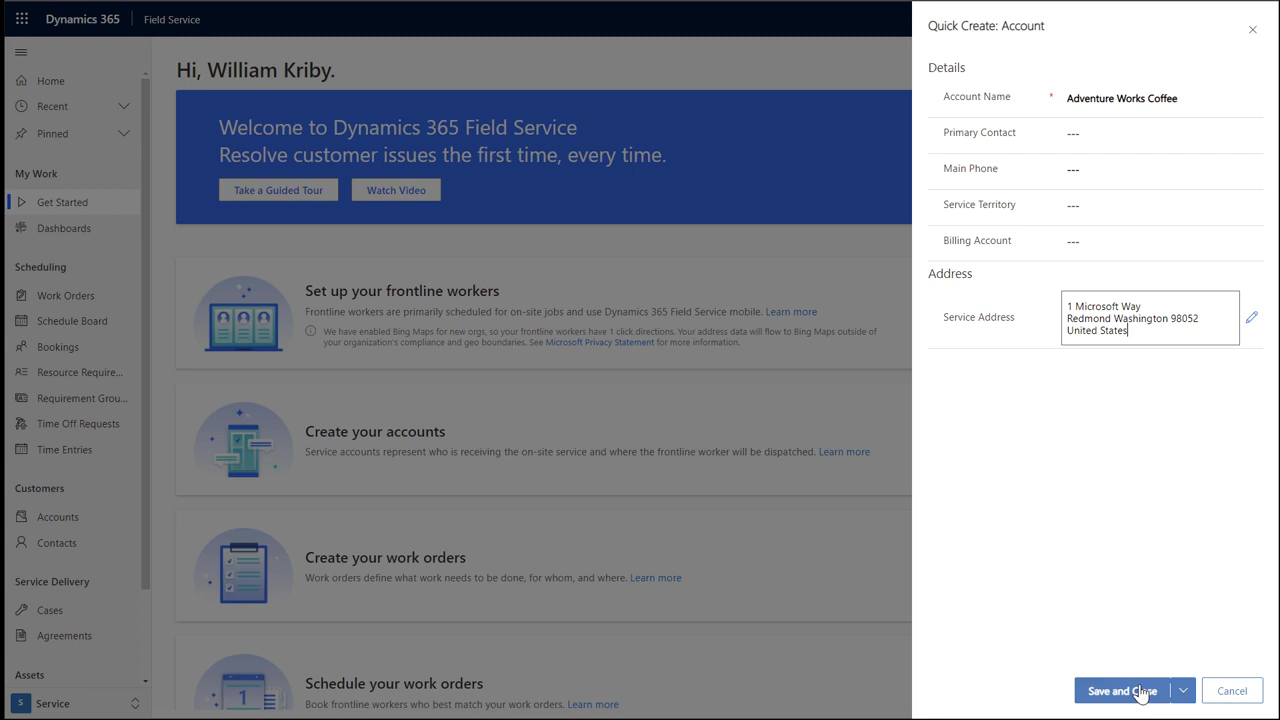 Dynamics 365
Field Service
Home
Recent
Pinned
My Work
Get Started
Dashboards
Scheduling
Work Orders
Schedule Board
Bookings
Resource Require...
Requirement Grou...
Time Off Requests
Time Entries
Customers
Accounts
Contacts
Service Delivery
Cases
Agreements
Assets
S Service
Hi, William Kriby.
Welcome to Dynamics 365 Field Service
Resolve customer issues the first time, every time.
Take a Guided Tour
Watch Video
Set up your frontline workers
Frontline workers are primarily scheduled for on-site jobs and use Dynamics 365 Field Service mobile. Learn more
We have enabled Bing Maps for new orgs, so your frontline workers have 1 click directions. Your address data will flow to Bing Maps outside of
your organization's compliance and geo boundaries. See Microsoft Privacy Statement for more information.
Create your accounts
Service accounts represent who is receiving the on-site service and where the frontline worker will be dispatched. Learn more
Create your work orders
Work orders define what work needs to be done, for whom, and where. Learn more
1
Schedule your work orders
Book frontline workers who best match your work orders. Learn more
Quick Create: Account
Details
Account Name * Adventure Works Coffee
Primary Contact ---
Main Phone ---
Service Territory ---
Billing Account ---
Address
Service Address
1 Microsoft Way
Redmond Washington 98052
United States
Save and Close
Cancel